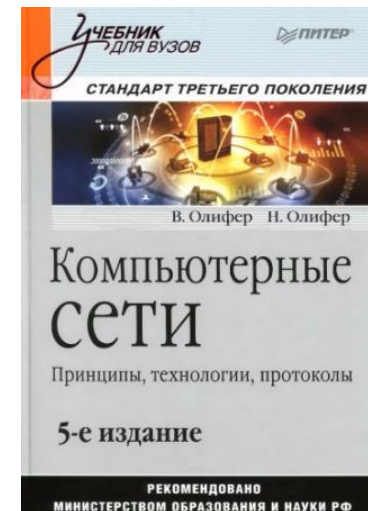 УЧЕБНИК
ДЛЯ ВУЗОВ
ПИТЕР®
СТАНДАРТ ТРЕТЬЕГО ПОКОЛЕНИЯ
В. Олифер Н. Олифер
Компьютерные
сети
Принципы, технологии, протоколы
5-е издание
РЕКОМЕНДОВАНО
МИНИСТЕРСТВОМ ОБРАЗОВАНИЯ И НАУКИ РФ